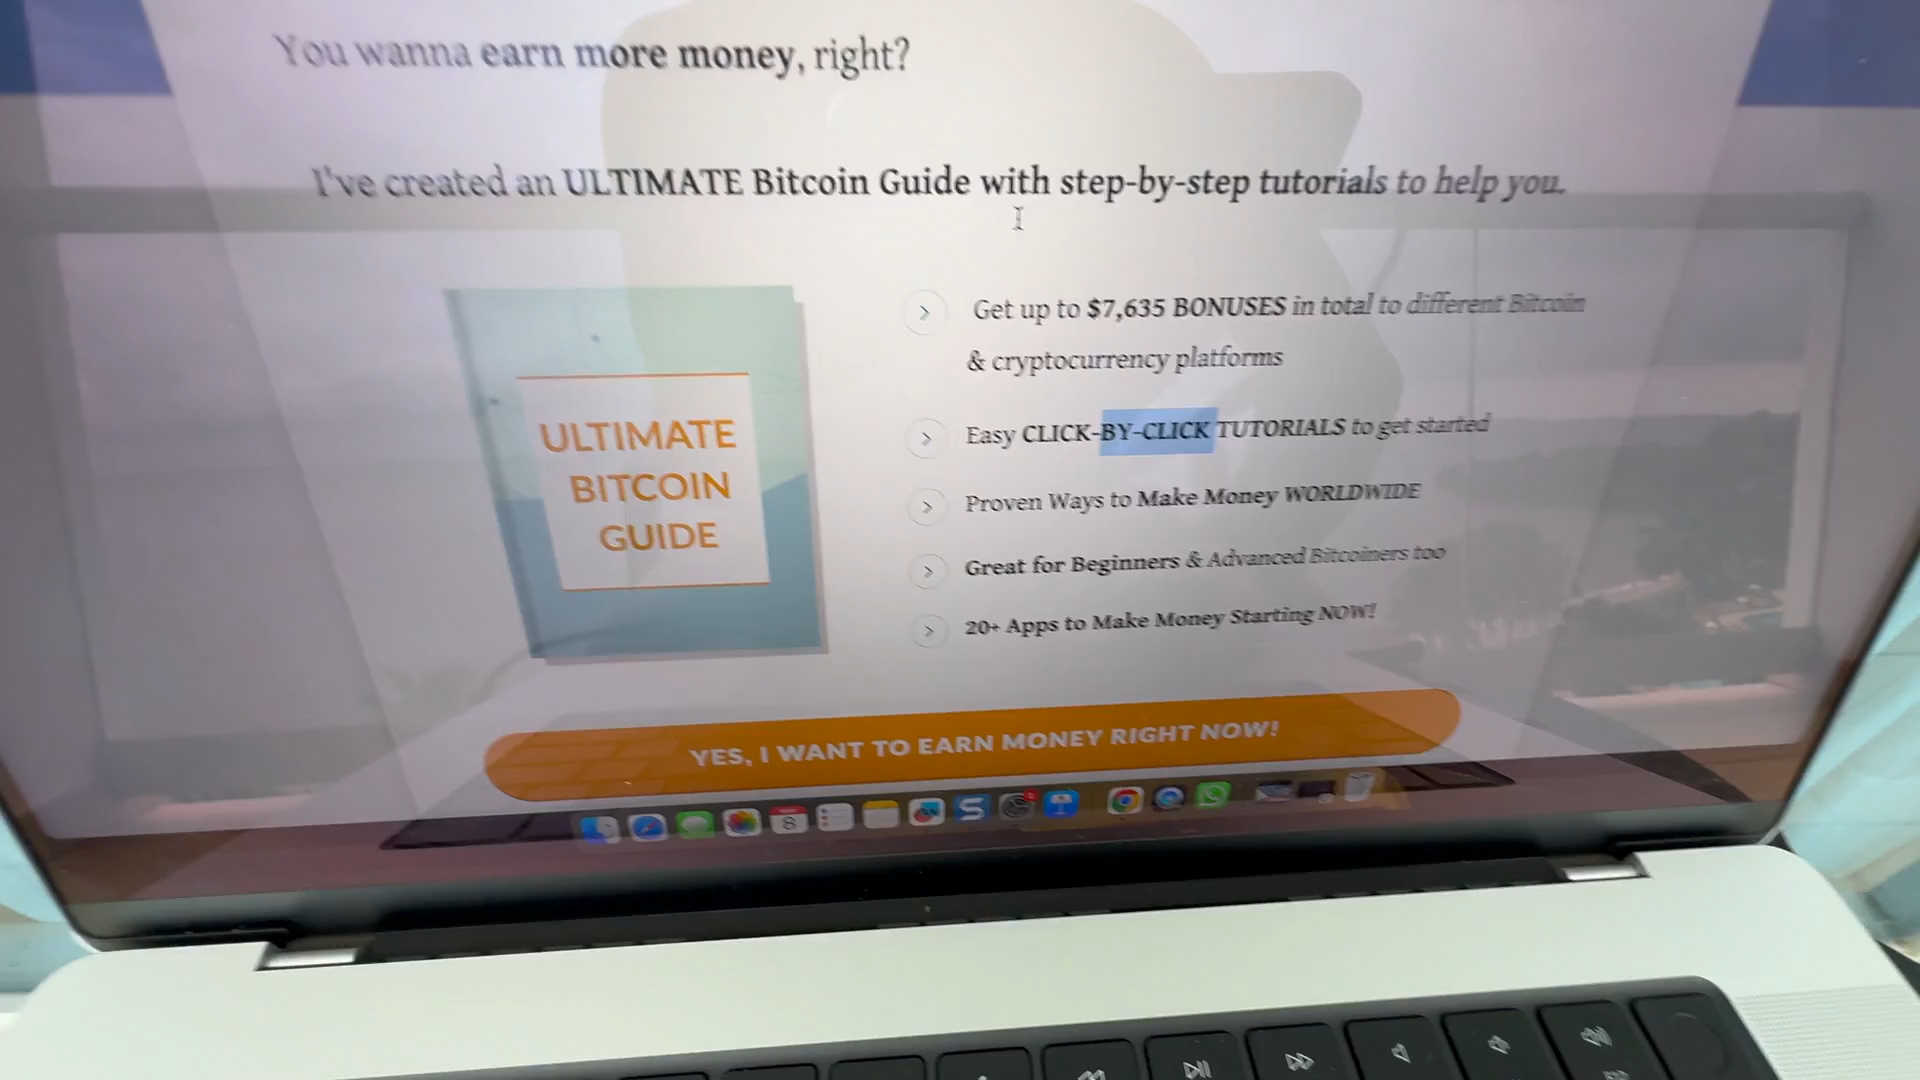 You wanna earn more money, right?
I've created an ULTIMATE Bitcoin Guide with step-by-step tutorials to help you.
ULTIMATE
BITCOIN
GUIDE
Get up to $7,635 BONUSES in total to different Bitcoin
& cryptocurrency platforms
Easy CLICK-BY-CLICK TUTORIALS to get started
Proven Ways to Make Money WORLDWIDE
Great for Beginners & Advanced Bitcoiners too
20+ Apps to Make Money Starting NOW!
YES, I WANT TO EARN MONEY RIGHT NOW!
8
S